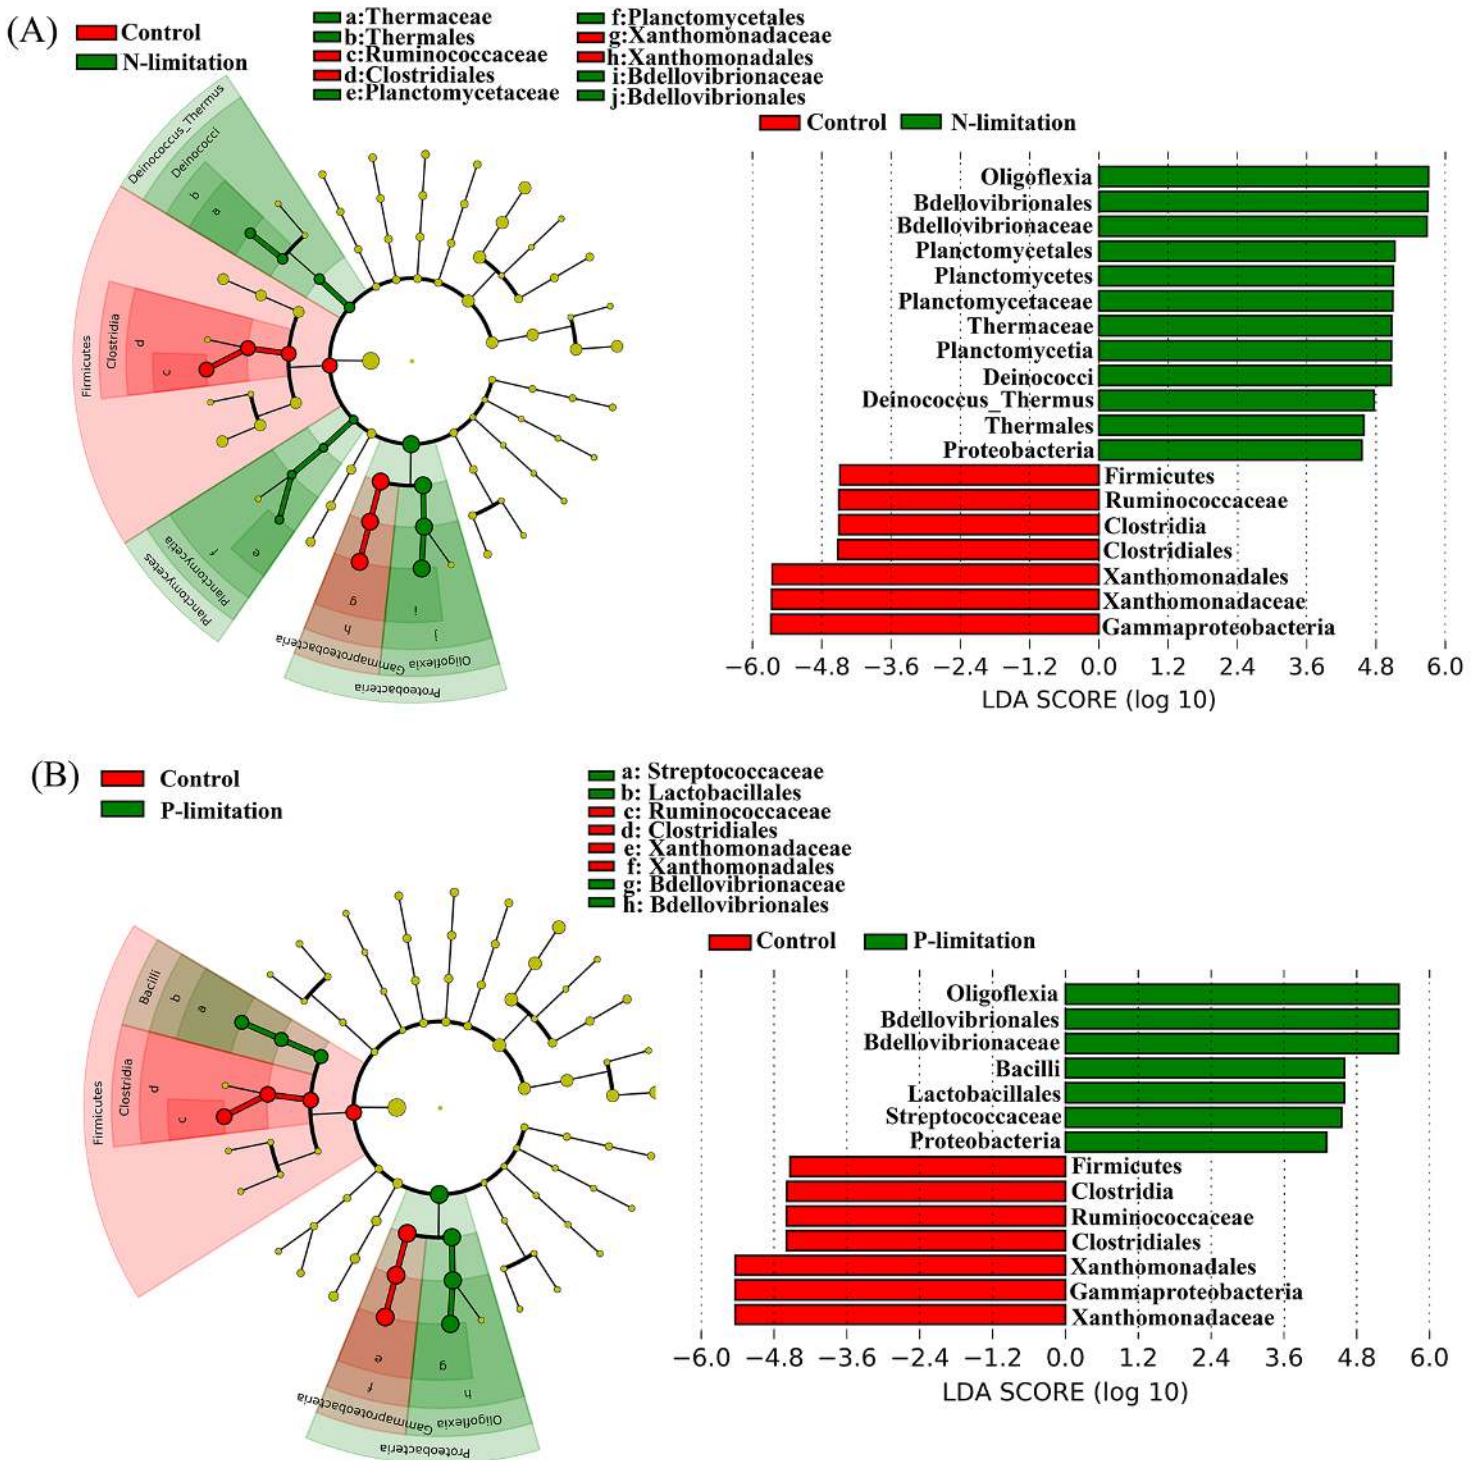 (A)
Control
N-limitation
a:Thermaceae
b:Thermales
c:Ruminococcaceae
d:Clostridiales
e:Planctomycetaceae
f:Planctomycetales
g:Xanthomonadaceae
h:Xanthomonadales
i:Bdellovibrionaceae
j:Bdellovibrionales
Deinococcus_Thermus
Deinococci
b
a
Firmicutes
Clostridia
d
c
Planctomycetes
Planctomycetia
f
e
g
h
Gammaproteobacteria
i
j
Oligoflexia
Proteobacteria
Control N-limitation
Oligoflexia
Bdellovibrionales
Bdellovibrionaceae
Planctomycetales
Planctomycetes
Planctomycetaceae
Thermaceae
Planctomycetia
Deinococci
Deinococcus_Thermus
Thermales
Proteobacteria
Firmicutes
Ruminococcaceae
Clostridia
Clostridiales
Xanthomonadales
Xanthomonadaceae
Gammaproteobacteria
−6.0 −4.8 −3.6 −2.4 −1.2 0.0 1.2 2.4 3.6 4.8 6.0
LDA SCORE (log 10)
(B)
Control
P-limitation
a: Streptococcaceae
b: Lactobacillales
c: Ruminococcaceae
d: Clostridiales
e: Xanthomonadaceae
f: Xanthomonadales
g: Bdellovibrionaceae
h: Bdellovibrionales
Bacilli
b
a
Firmicutes
Clostridia
d
c
e
f
Gammaproteobacteria
g
h
Oligoflexia
Proteobacteria
Control P-limitation
Oligoflexia
Bdellovibrionales
Bdellovibrionaceae
Bacilli
Lactobacillales
Streptococcaceae
Proteobacteria
Firmicutes
Clostridia
Ruminococcaceae
Clostridiales
Xanthomonadales
Gammaproteobacteria
Xanthomonadaceae
−6.0 −4.8 −3.6 −2.4 −1.2 0.0 1.2 2.4 3.6 4.8 6.0
LDA SCORE (log 10)